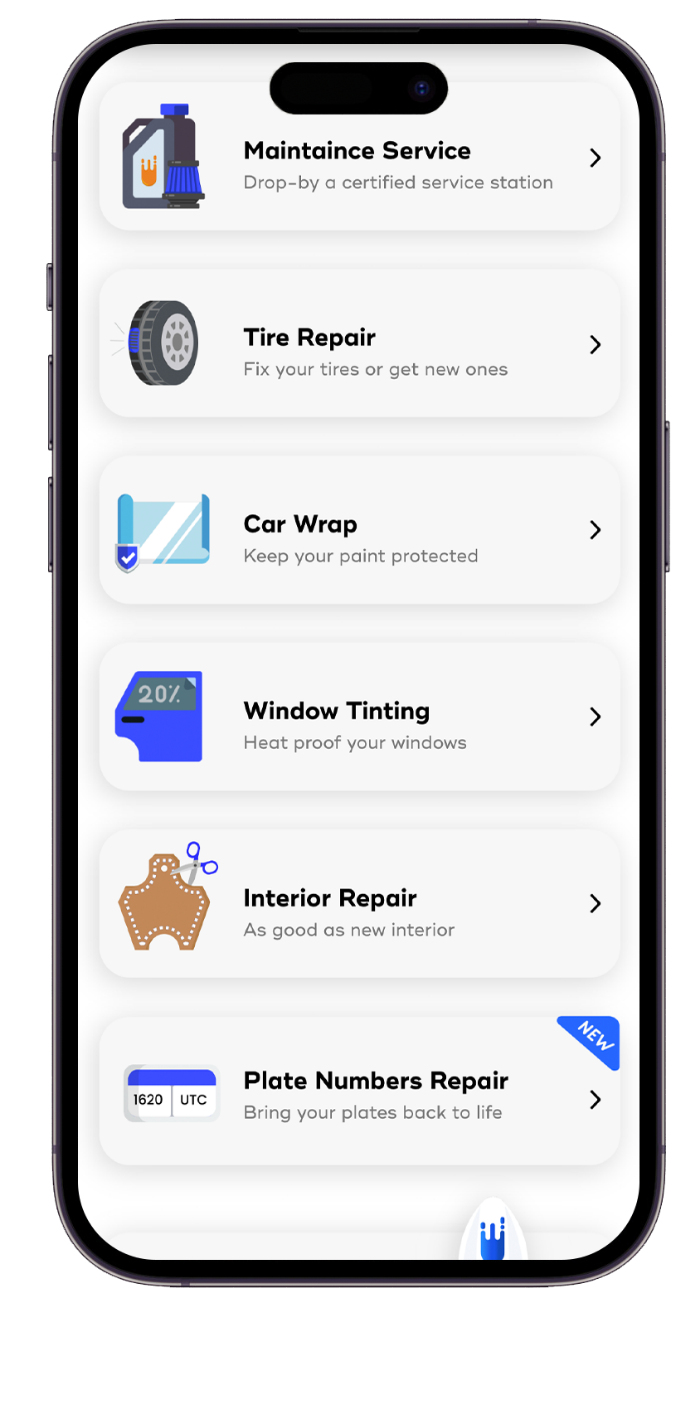 Maintaince Service
Drop-by a certified service station
Tire Repair
Fix your tires or get new ones
Car Wrap
Keep your paint protected
20%
Window Tinting
Heat proof your windows
Interior Repair
As good as new interior
NEW
Plate Numbers Repair
1620 UTC
Bring your plates back to life